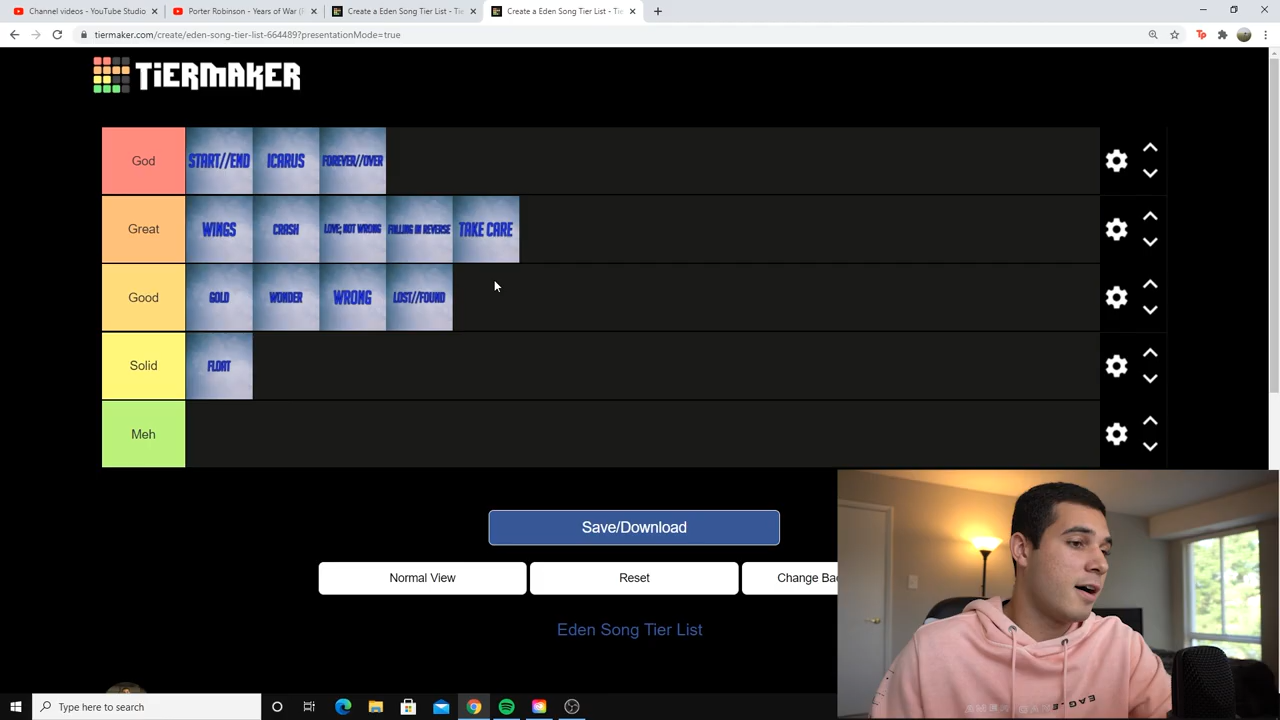 Channel videos - YouTube Studio
Porter Robinson - Years of War (F
Create a Eden Song Tier List - Tie
Create a Eden Song Tier List - Tie
tiermaker.com/create/eden-song-tier-list-664489?presentationMode=true
Tp
TiERMAKER
God
START//END
ICARUS
FOREVER//OVER
Great
WINGS
CRASH
LOVE; NOT WRONG
FALLING IN REVERSE
TAKE CARE
Good
GOLD
WONDER
WRONG
LOST//FOUND
Solid
FLOAT
Meh
Save/Download
Normal View
Reset
Change Ba
Eden Song Tier List
Type here to search